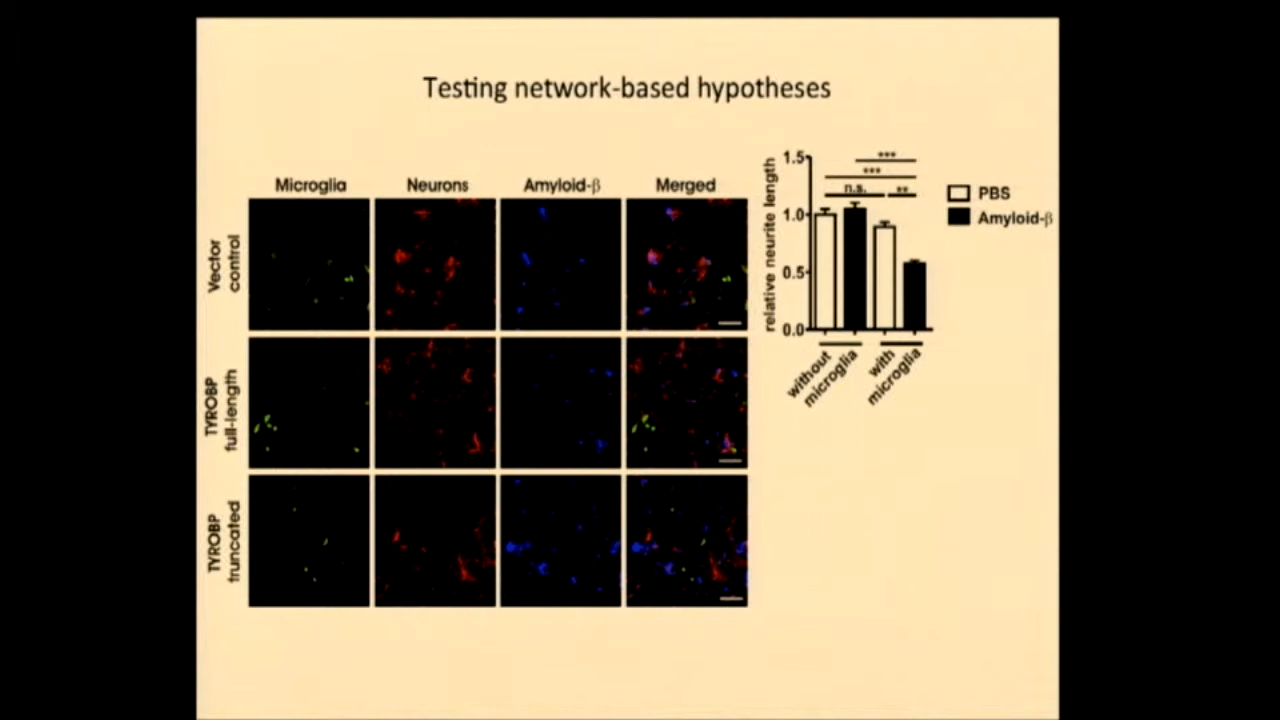 Testing network-based hypotheses
Microglia
Neurons
Amyloid-β
Merged
Vector
control
TYROBP
full-length
TYROBP
truncated
relative neurite length
1.5
1.0
0.5
0.0
***
***
n.s.
**
without
microglia
with
microglia
PBS
Amyloid-β